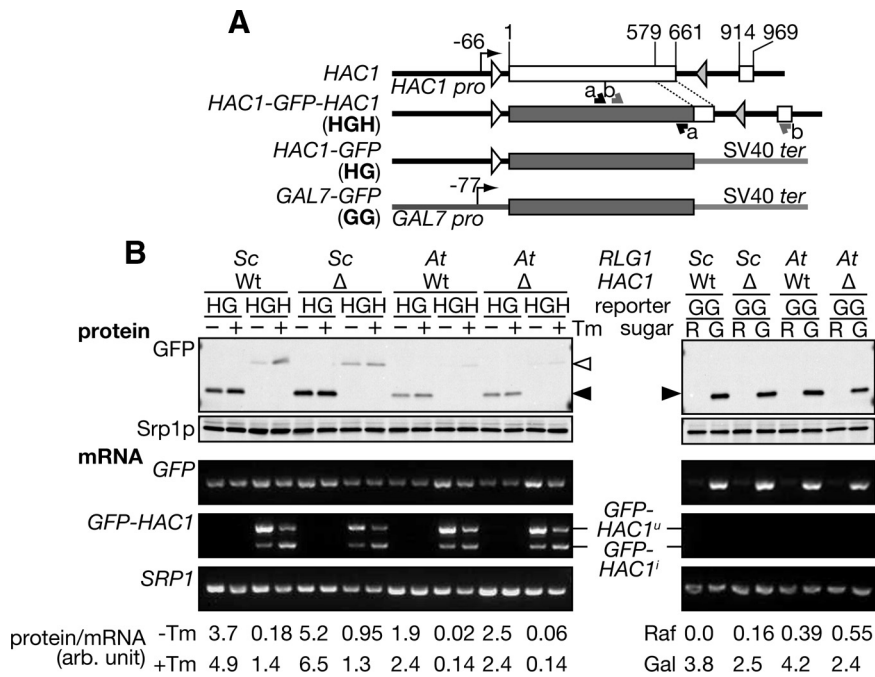 A
1 579 661 914 969
-66
HAC1
HAC1 pro
a b
HAC1-GFP-HAC1
(HGH)
a b
HAC1-GFP
(HG)
SV40 ter
-77
GAL7-GFP
(GG)
GAL7 pro
SV40 ter
B
Sc Sc At At RLG1 Sc Sc At At
Wt Δ Wt Δ HAC1 Wt Δ Wt Δ
HG HGH HG HGH HG HGH HG HGH reporter GG GG GG GG
− + − + − + − + − + − + − + − + Tm sugar R G R G R G R G
protein
GFP
Srp1p
mRNA
GFP
GFP-HAC1
GFP-
HAC1u
GFP-
HAC1i
SRP1
protein/mRNA
(arb. unit)
-Tm 3.7 0.18 5.2 0.95 1.9 0.02 2.5 0.06 Raf 0.0 0.16 0.39 0.55
+Tm 4.9 1.4 6.5 1.3 2.4 0.14 2.4 0.14 Gal 3.8 2.5 4.2 2.4